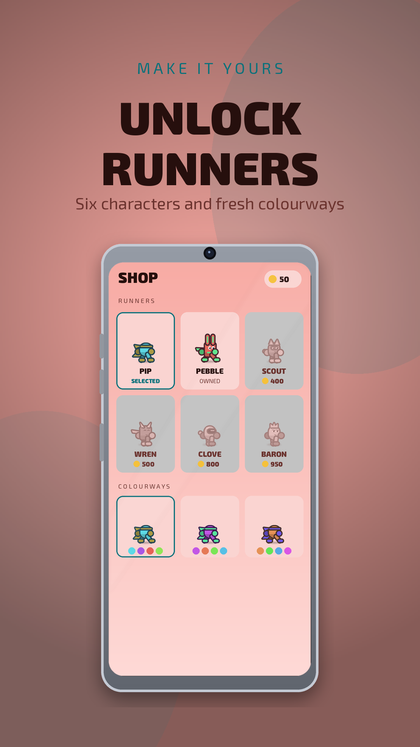 MAKE IT YOURS
UNLOCK
RUNNERS
Six characters and fresh colourways
SHOP
50
RUNNERS
PIP
SELECTED
PEBBLE
OWNED
SCOUT
400
WREN
500
CLOVE
800
BARON
950
COLOURWAYS